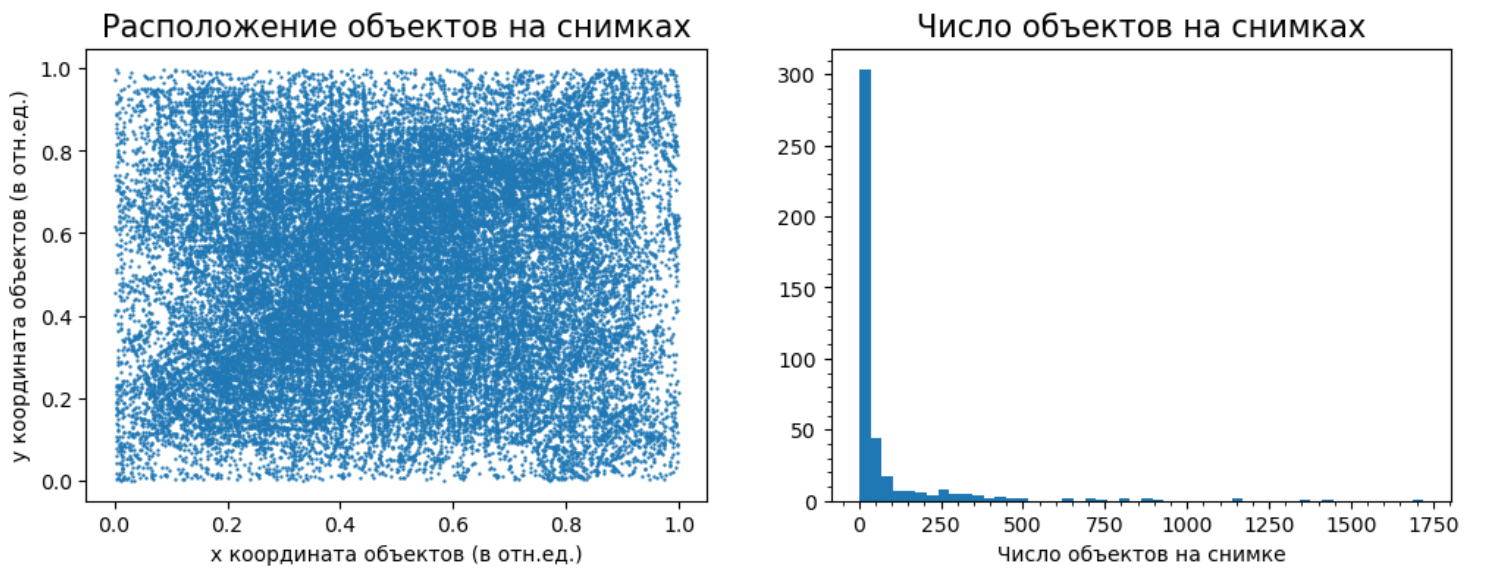 Расположение объектов на снимках
y координата объектов (в отн.ед.)
1.0
0.8
0.6
0.4
0.2
0.0
0.0 0.2 0.4 0.6 0.8 1.0
x координата объектов (в отн.ед.)
Число объектов на снимках
300
250
200
150
100
50
0
0 250 500 750 1000 1250 1500 1750
Число объектов на снимке